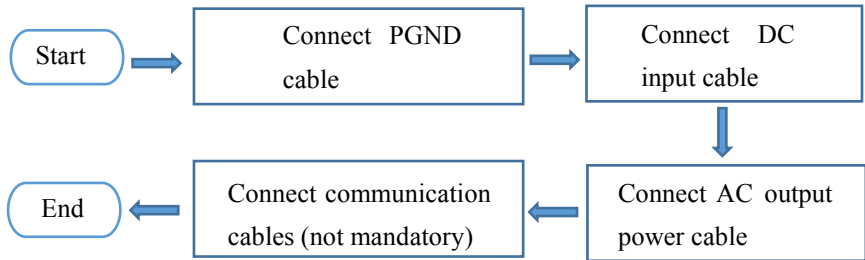 Start
Connect PGND
cable
Connect DC
input cable
Connect AC output
power cable
Connect communication
cables (not mandatory)
End